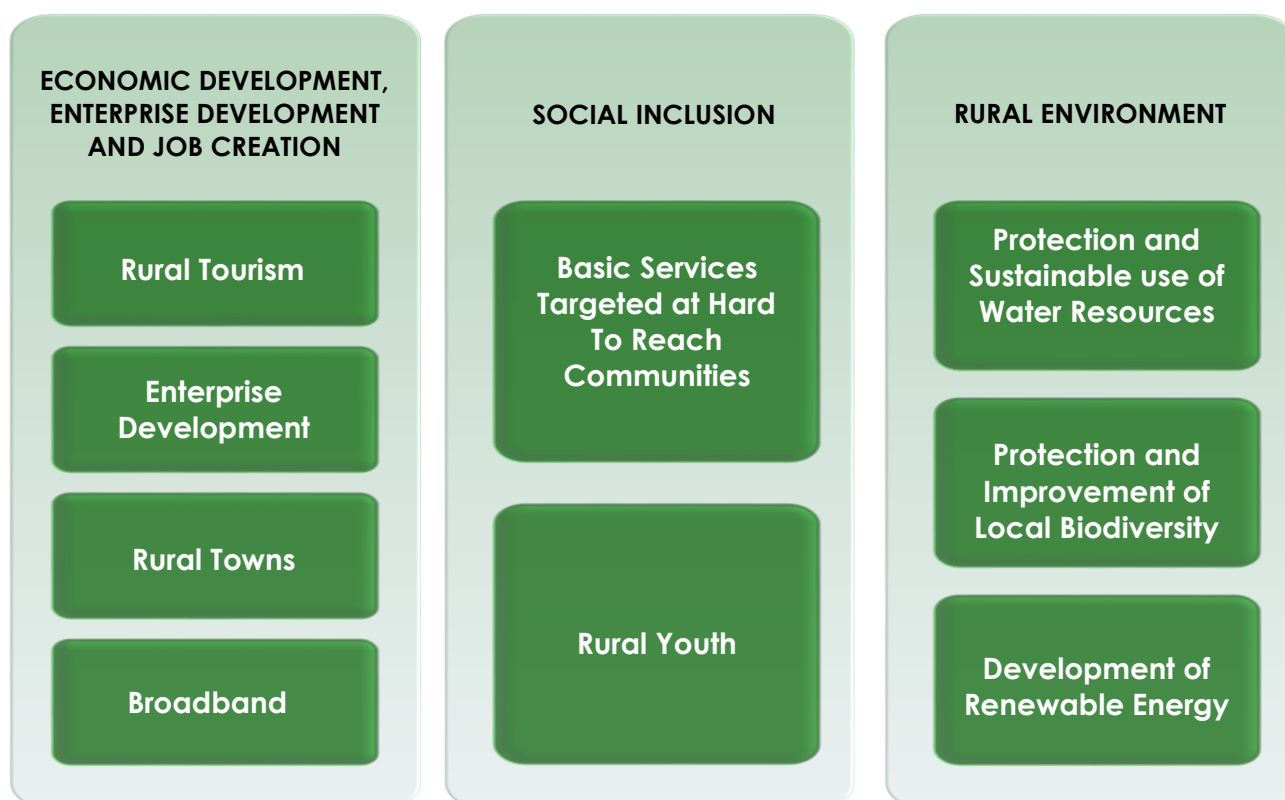 ECONOMIC DEVELOPMENT,
ENTERPRISE DEVELOPMENT
AND JOB CREATION
Rural Tourism
Enterprise
Development
Rural Towns
Broadband
SOCIAL INCLUSION
Basic Services
Targeted at Hard
To Reach
Communities
Rural Youth
RURAL ENVIRONMENT
Protection and
Sustainable use of
Water Resources
Protection and
Improvement of
Local Biodiversity
Development of
Renewable Energy